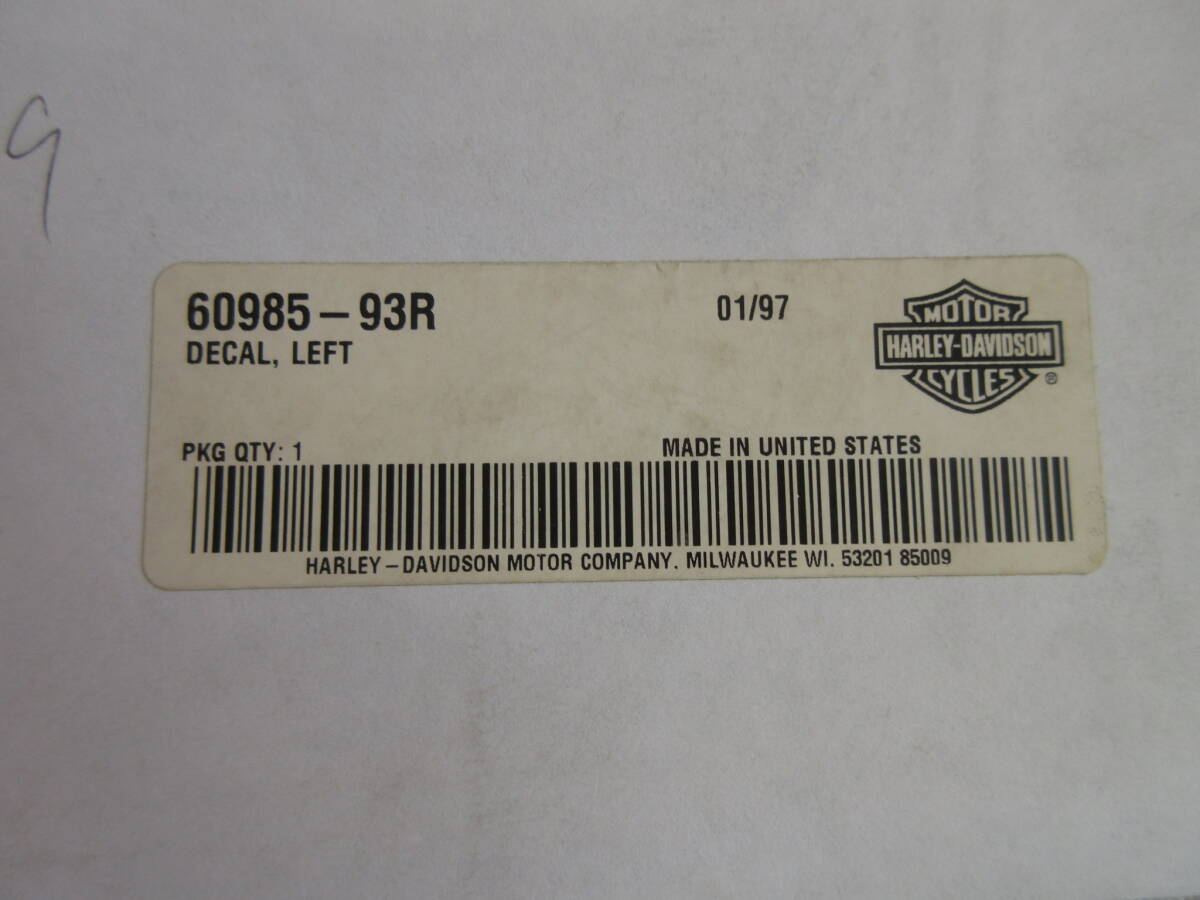 9
60985-93R 01/97
DECAL, LEFT
MOTOR
HARLEY-DAVIDSON
CYCLES ®
PKG QTY: 1 MADE IN UNITED STATES
HARLEY-DAVIDSON MOTOR COMPANY. MILWAUKEE WI. 53201 85009